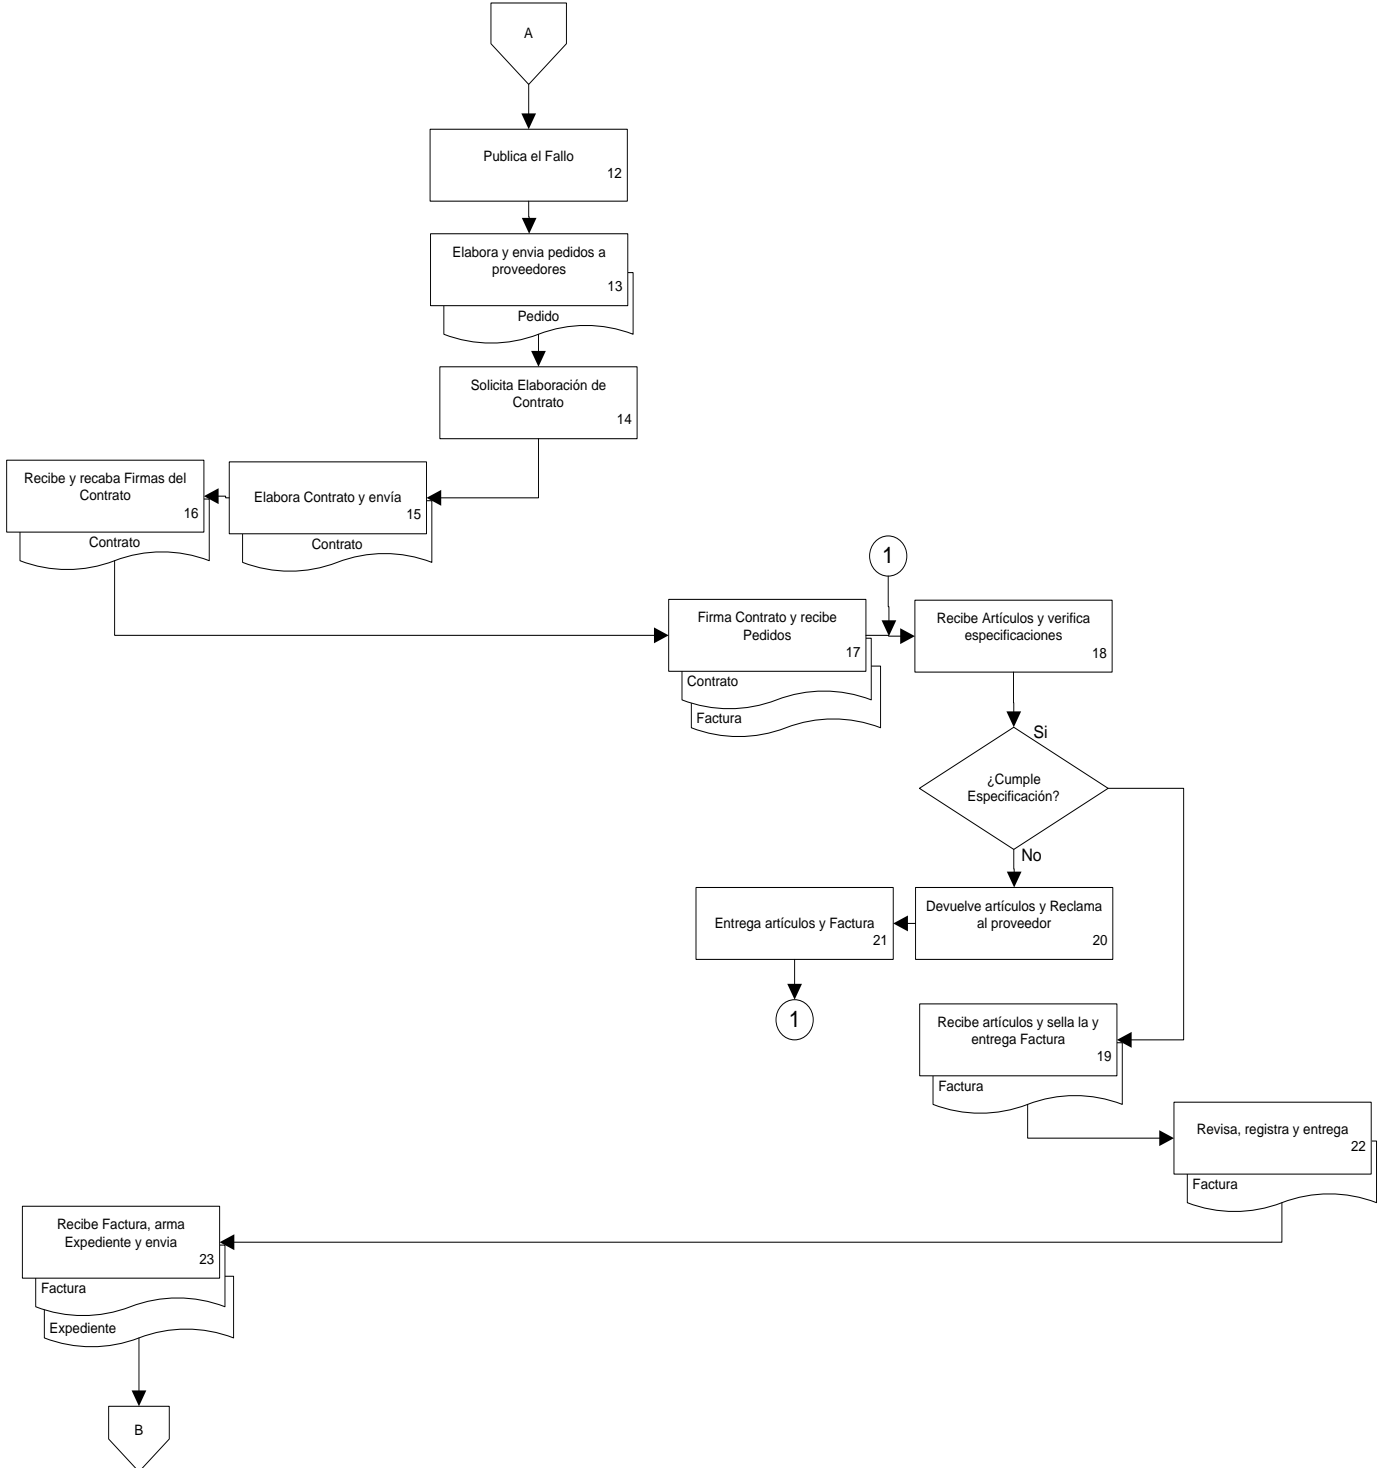 A
Publica el Fallo
12
Elabora y envia pedidos a
proveedores
13
Pedido
Solicita Elaboración de
Contrato
14
Recibe y recaba Firmas del
Contrato
16
Contrato
Elabora Contrato y envía
15
Contrato
1
Firma Contrato y recibe
Pedidos
17
Contrato
Factura
Recibe Artículos y verifica
especificaciones
18
Si
¿Cumple
Especificación?
No
Devuelve artículos y Reclama
al proveedor
20
Entrega artículos y Factura
21
1
Recibe artículos y sella la y
entrega Factura
19
Factura
Revisa, registra y entrega
22
Factura
Recibe Factura, arma
Expediente y envia
23
Factura
Expediente
B